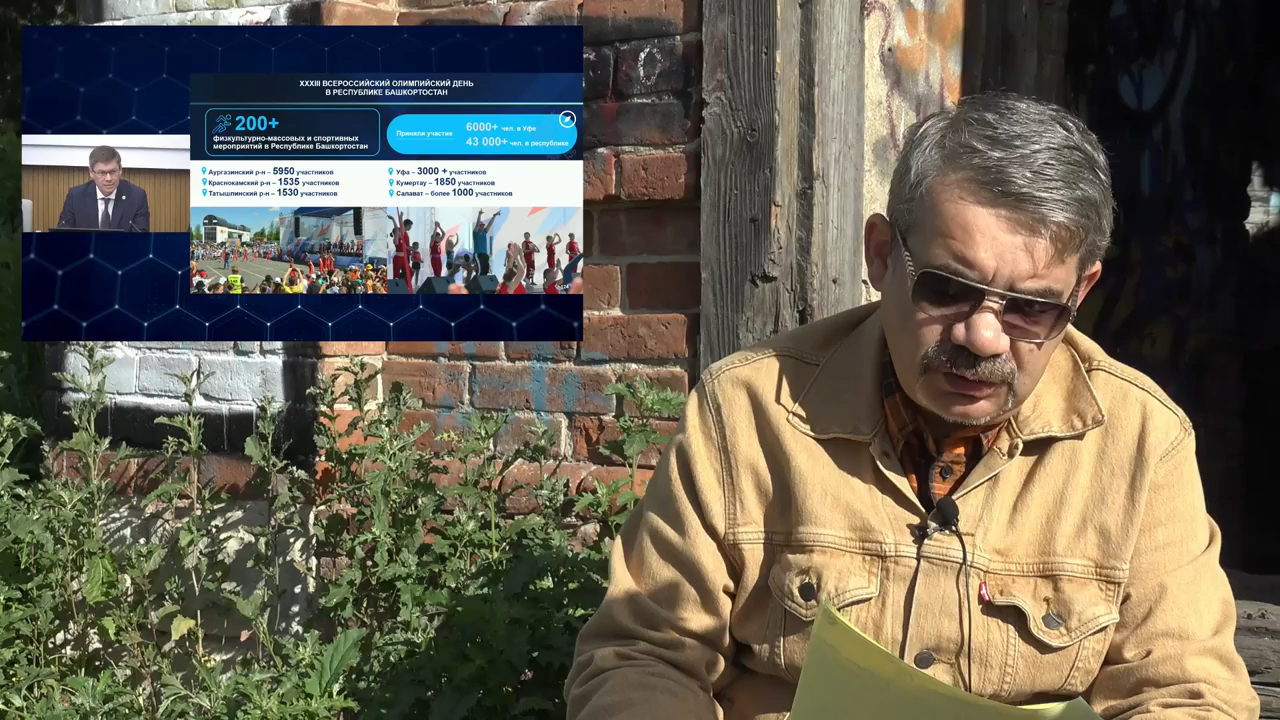 XXXIII ВСЕРОССИЙСКИЙ ОЛИМПИЙСКИЙ ДЕНЬ
В РЕСПУБЛИКЕ БАШКОРТОСТАН
200+
физкультурно-массовых и спортивных
мероприятий в Республике Башкортостан
Приняли участие
6000+ чел. в Уфе
43 000+ чел. в республике
Аургазинский р-н – 5950 участников
Краснокамский р-н – 1535 участников
Татышлинский р-н – 1530 участников
Уфа – 3000 + участников
Кумертау – 1850 участников
Салават – более 1000 участников